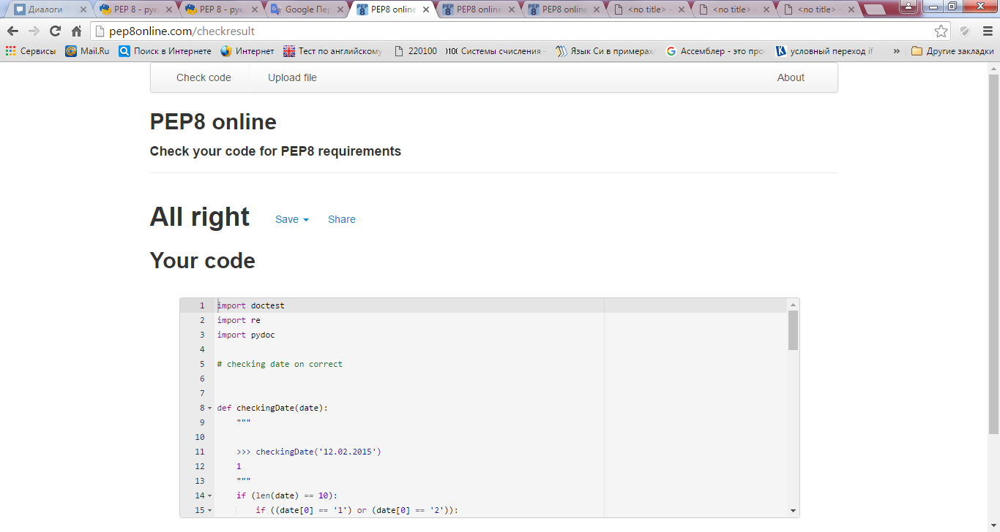 Диалоги PEP 8 - рук PEP 8 - рук Google Пер PEP8 online PEP8 online PEP8 online <no title> - <no title> - <no title> -
pep8online.com/checkresult
Сервисы Mail.Ru Поиск в Интернете Интернет Тест по английскому 220100 Системы счисления - Язык Си в примерах/ Ассемблер - это про условный переход if » Другие закладки
Check code Upload file About
PEP8 online
Check your code for PEP8 requirements
All right Save Share
Your code
1 import doctest
2 import re
3 import pydoc
4
5 # checking date on correct
6
7
8 def checkingDate(date):
9 """
10
11 >>> checkingDate('12.02.2015')
12 1
13 """
14 if (len(date) == 10):
15 if ((date[0] == '1') or (date[0] == '2')):